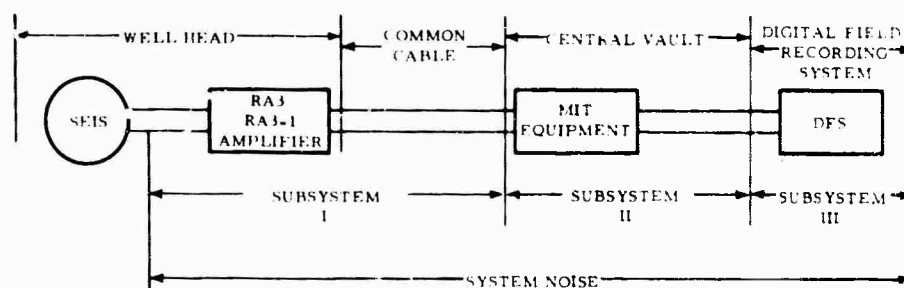 WELL HEAD
COMMON
CABLE
CENTRAL VAULT
DIGITAL FIELD
RECORDING
SYSTEM
SEIS
RA3
RA3-1
AMPLIFIER
MIT
EQUIPMENT
DFS
SUBSYSTEM
I
SUBSYSTEM
II
SUBSYSTEM
III
SYSTEM NOISE